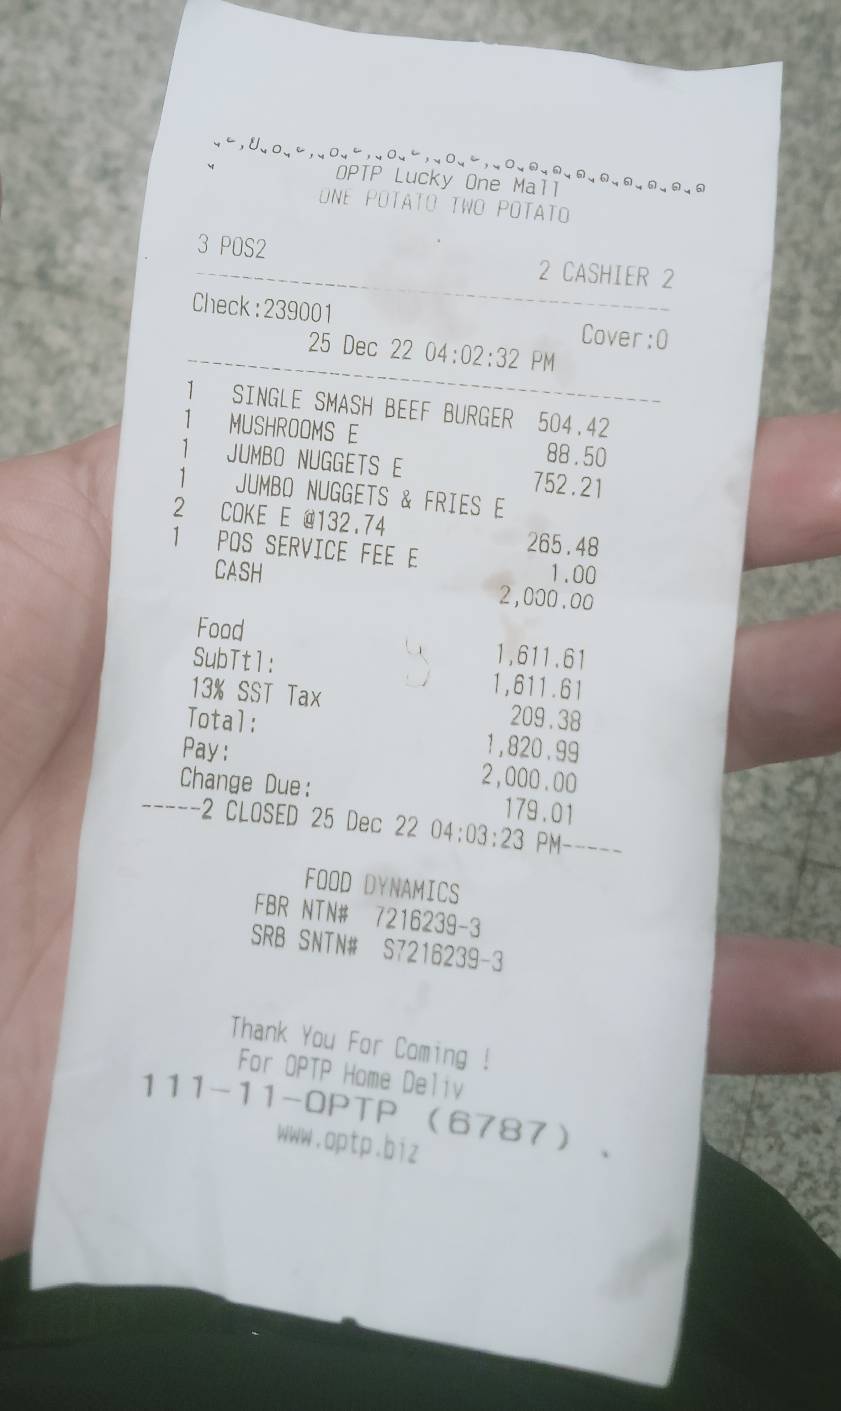 OPTP Lucky One Mall
ONE POTATO TWO POTATO
3 POS2 2 CASHIER 2
Check:239001 Cover:0
25 Dec 22 04:02:32 PM
1 SINGLE SMASH BEEF BURGER 504.42
1 MUSHROOMS E 88.50
1 JUMBO NUGGETS E 752.21
1 JUMBO NUGGETS & FRIES E
2 COKE E @132.74 265.48
1 POS SERVICE FEE E 1.00
CASH 2,000.00
Food 1,611.61
SubTtl: 1,611.61
13% SST Tax 209.38
Total: 1,820.99
Pay: 2,000.00
Change Due: 179.01
-----2 CLOSED 25 Dec 22 04:03:23 PM-----
FOOD DYNAMICS
FBR NTN# 7216239-3
SRB SNTN# S7216239-3
Thank You For Coming !
For OPTP Home Deliv
111-11-OPTP (6787) .
www.optp.biz